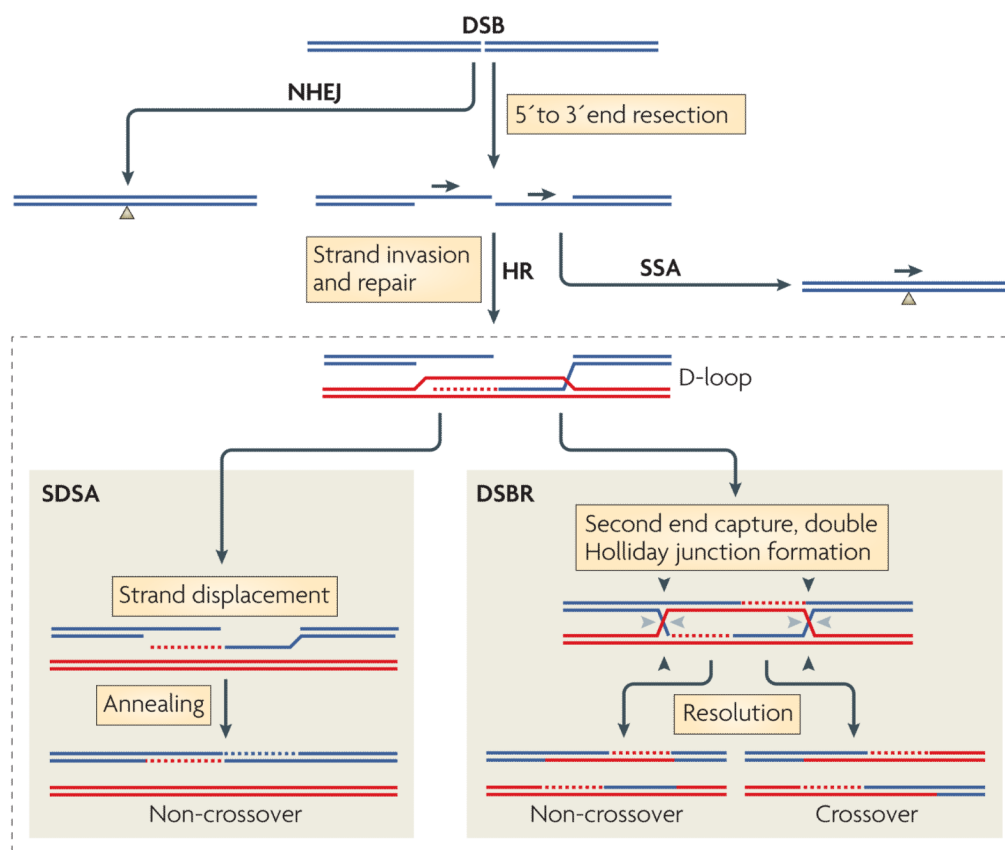 DSB
NHEJ
5´ to 3´ end resection
Strand invasion
and repair
HR
SSA
D-loop
SDSA
DSBR
Second end capture, double
Holliday junction formation
Strand displacement
Annealing
Resolution
Non-crossover
Non-crossover
Crossover